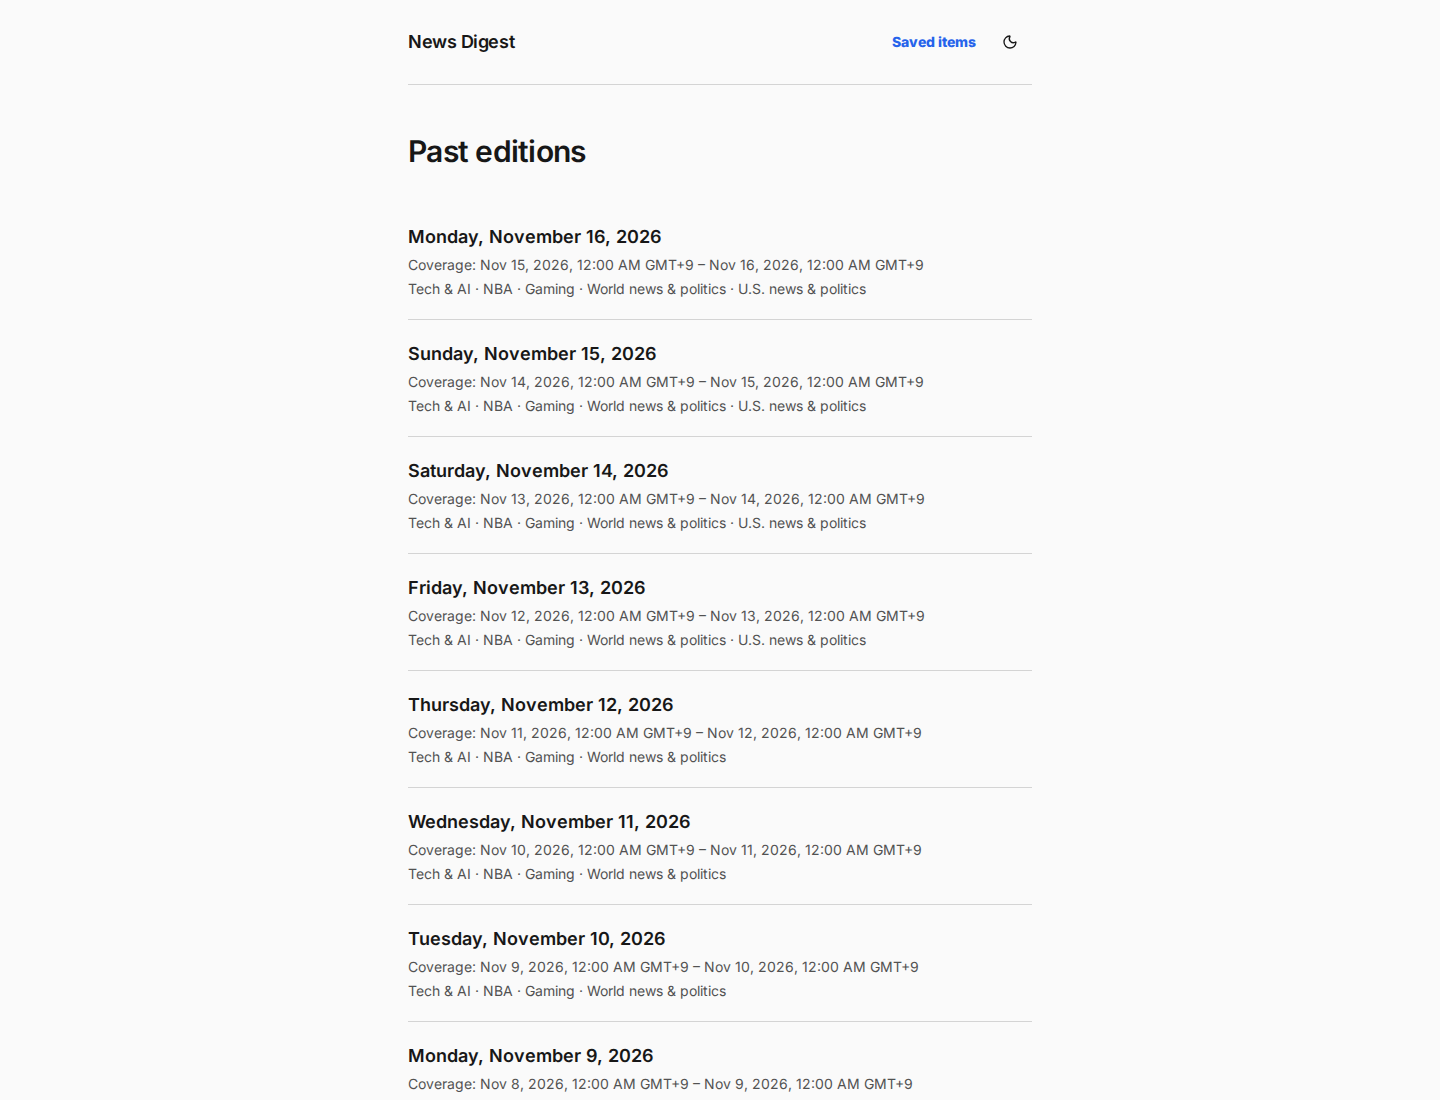 News Digest
Saved items
Past editions
Monday, November 16, 2026
Coverage: Nov 15, 2026, 12:00 AM GMT+9 – Nov 16, 2026, 12:00 AM GMT+9
Tech & AI · NBA · Gaming · World news & politics · U.S. news & politics
Sunday, November 15, 2026
Coverage: Nov 14, 2026, 12:00 AM GMT+9 – Nov 15, 2026, 12:00 AM GMT+9
Tech & AI · NBA · Gaming · World news & politics · U.S. news & politics
Saturday, November 14, 2026
Coverage: Nov 13, 2026, 12:00 AM GMT+9 – Nov 14, 2026, 12:00 AM GMT+9
Tech & AI · NBA · Gaming · World news & politics · U.S. news & politics
Friday, November 13, 2026
Coverage: Nov 12, 2026, 12:00 AM GMT+9 – Nov 13, 2026, 12:00 AM GMT+9
Tech & AI · NBA · Gaming · World news & politics · U.S. news & politics
Thursday, November 12, 2026
Coverage: Nov 11, 2026, 12:00 AM GMT+9 – Nov 12, 2026, 12:00 AM GMT+9
Tech & AI · NBA · Gaming · World news & politics
Wednesday, November 11, 2026
Coverage: Nov 10, 2026, 12:00 AM GMT+9 – Nov 11, 2026, 12:00 AM GMT+9
Tech & AI · NBA · Gaming · World news & politics
Tuesday, November 10, 2026
Coverage: Nov 9, 2026, 12:00 AM GMT+9 – Nov 10, 2026, 12:00 AM GMT+9
Tech & AI · NBA · Gaming · World news & politics
Monday, November 9, 2026
Coverage: Nov 8, 2026, 12:00 AM GMT+9 – Nov 9, 2026, 12:00 AM GMT+9